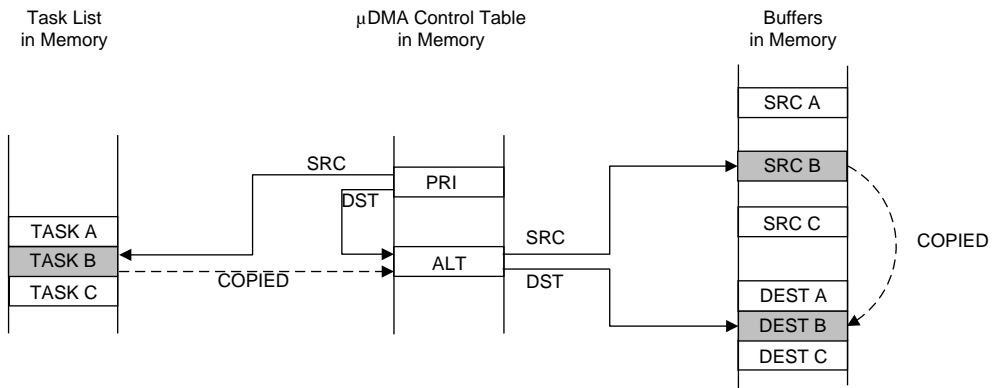 Task List
in Memory
µDMA Control Table
in Memory
Buffers
in Memory
SRC A
SRC
PRI
SRC B
DST
TASK A
SRC C
SRC
TASK B
ALT
COPIED
COPIED
DST
TASK C
DEST A
DEST B
DEST C